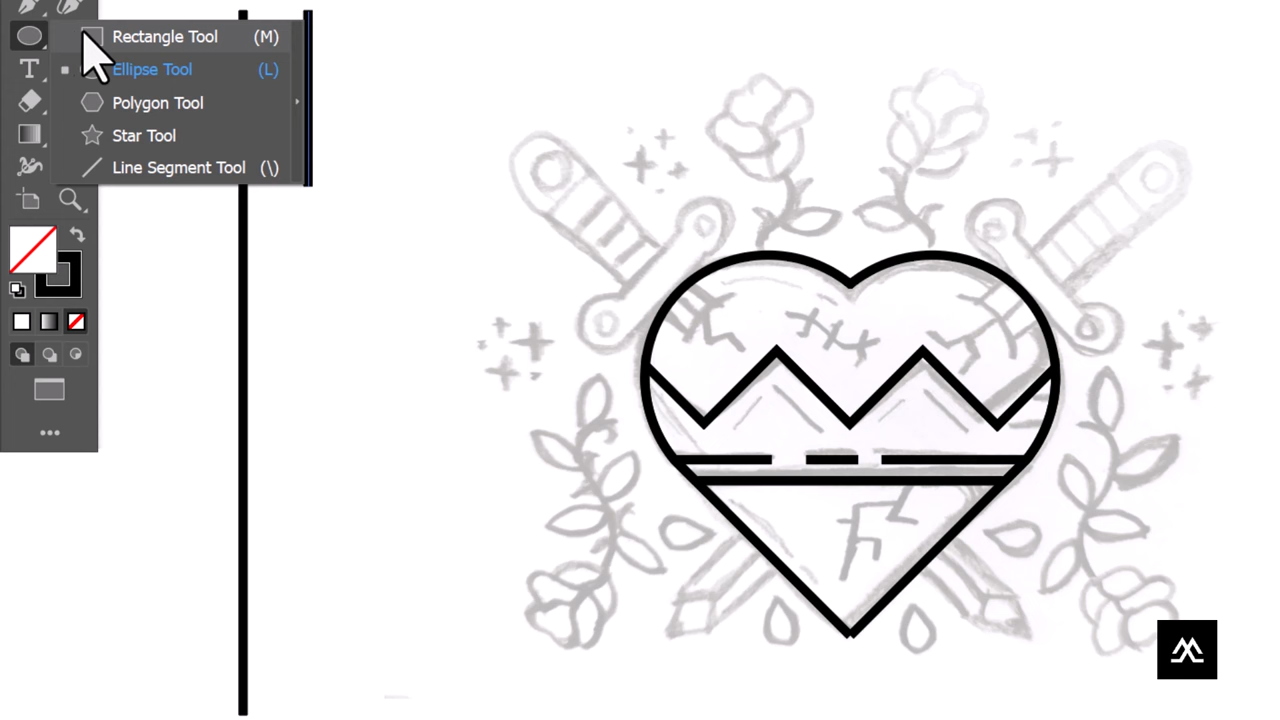 Rectangle Tool (M)
Ellipse Tool (L)
T
Polygon Tool
Star Tool
Line Segment Tool (\)